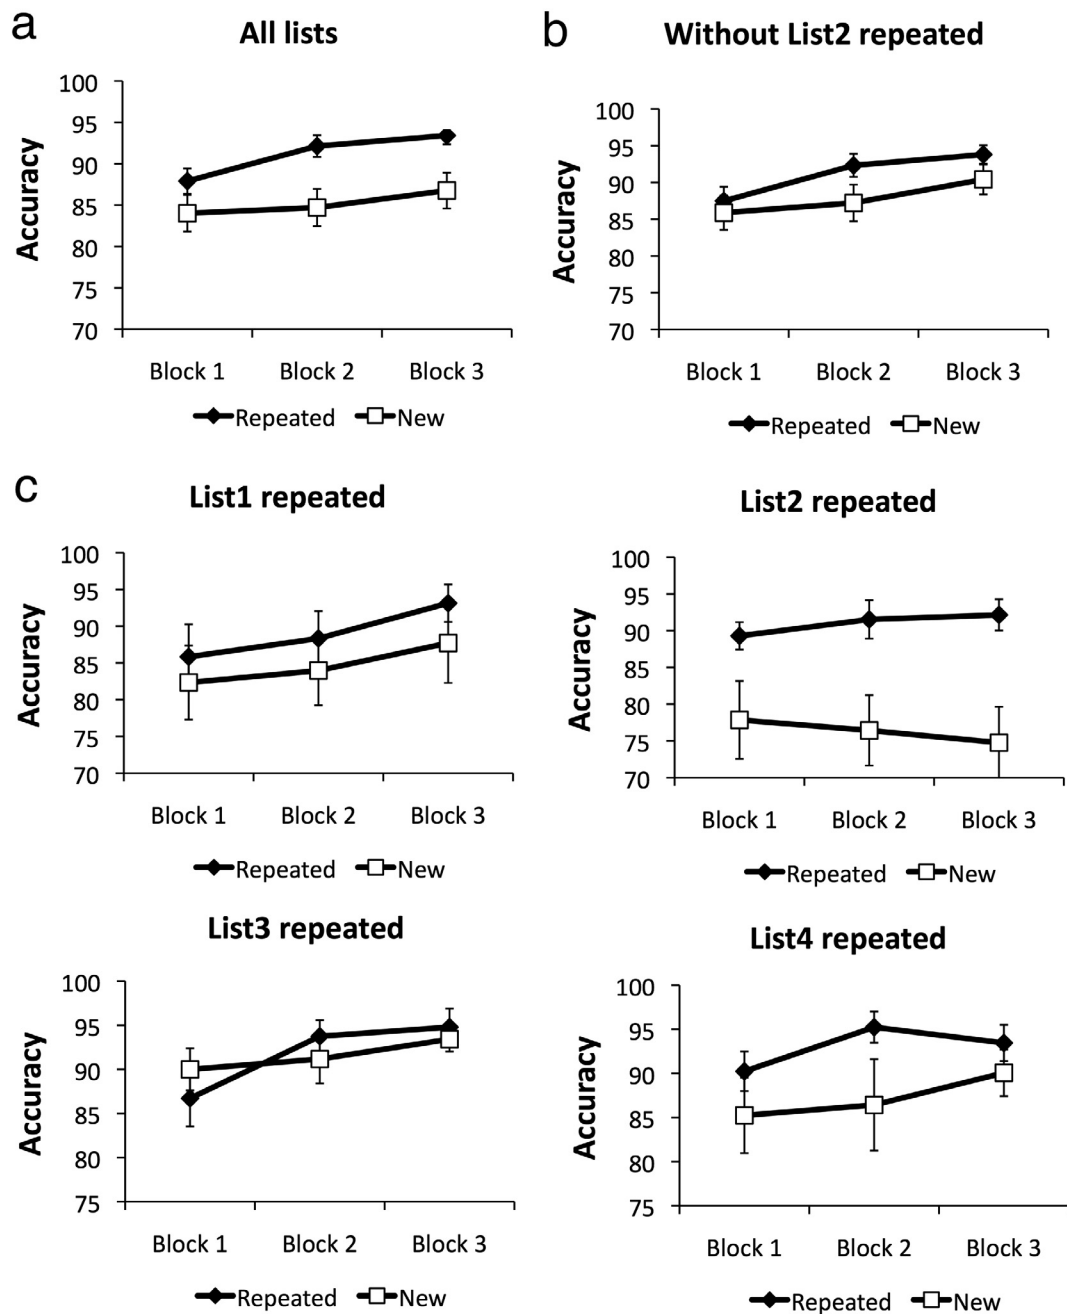 a
All lists
Accuracy
100
95
90
85
80
75
70
Block 1 Block 2 Block 3
Repeated New
b
Without List2 repeated
Accuracy
100
95
90
85
80
75
70
Block 1 Block 2 Block 3
Repeated New
c
List1 repeated
Accuracy
100
95
90
85
80
75
70
Block 1 Block 2 Block 3
Repeated New
List2 repeated
Accuracy
100
95
90
85
80
75
70
Block 1 Block 2 Block 3
Repeated New
List3 repeated
Accuracy
100
95
90
85
80
75
Block 1 Block 2 Block 3
Repeated New
List4 repeated
Accuracy
100
95
90
85
80
75
Block 1 Block 2 Block 3
Repeated New